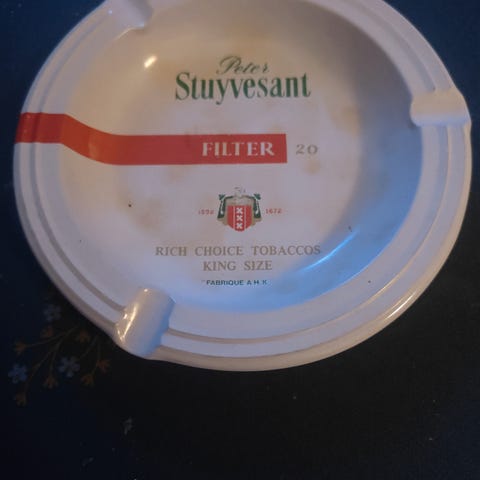 Peter
Stuyvesant
FILTER 20
1592 1672
RICH CHOICE TOBACCOS
KING SIZE
FABRIQUE A H K